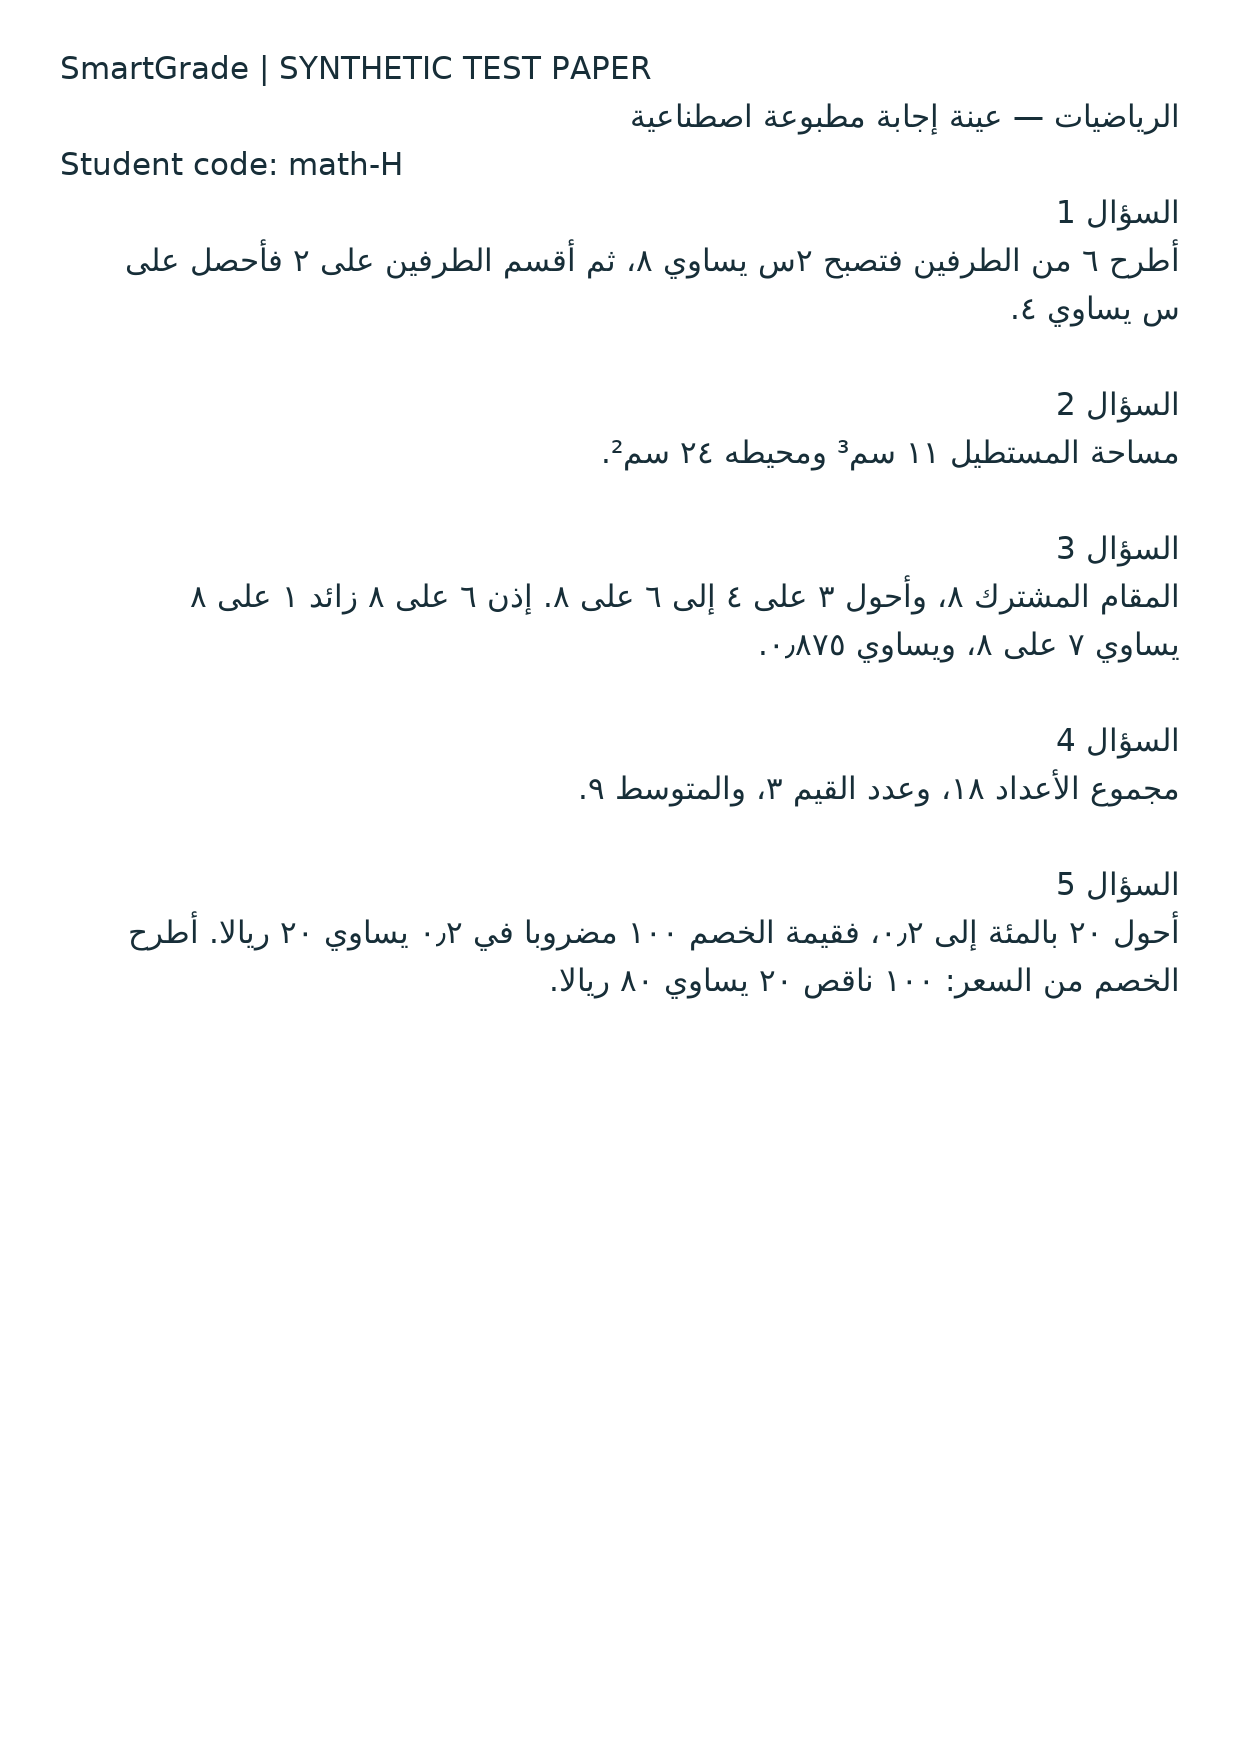 SmartGrade | SYNTHETIC TEST PAPER
الرياضيات — عينة إجابة مطبوعة اصطناعية
Student code: math-H
السؤال 1
أطرح ٦ من الطرفين فتصبح ٢س يساوي ٨، ثم أقسم الطرفين على ٢ فأحصل على
س يساوي ٤.
السؤال 2
مساحة المستطيل ١١ سم³ ومحيطه ٢٤ سم².
السؤال 3
المقام المشترك ٨، وأحول ٣ على ٤ إلى ٦ على ٨. إذن ٦ على ٨ زائد ١ على ٨
يساوي ٧ على ٨، ويساوي ٠٫٨٧٥.
السؤال 4
مجموع الأعداد ١٨، وعدد القيم ٣، والمتوسط ٩.
السؤال 5
أحول ٢٠ بالمئة إلى ٠٫٢، فقيمة الخصم ١٠٠ مضروبا في ٠٫٢ يساوي ٢٠ ريالا. أطرح
الخصم من السعر: ١٠٠ ناقص ٢٠ يساوي ٨٠ ريالا.